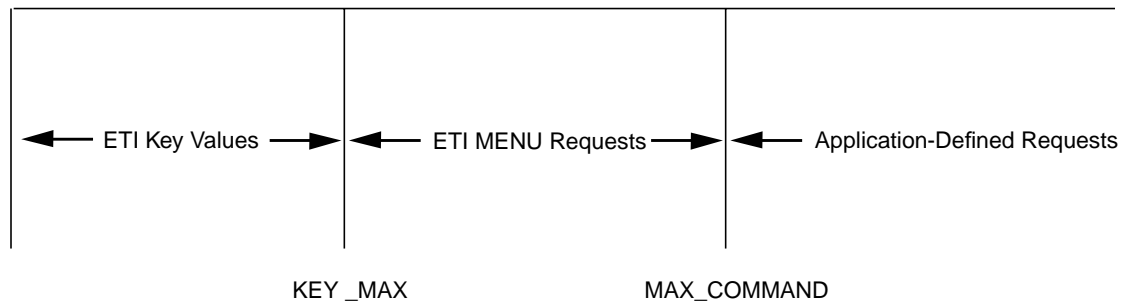 ETI Key Values ETI MENU Requests Application-Defined Requests
KEY _MAX MAX_COMMAND